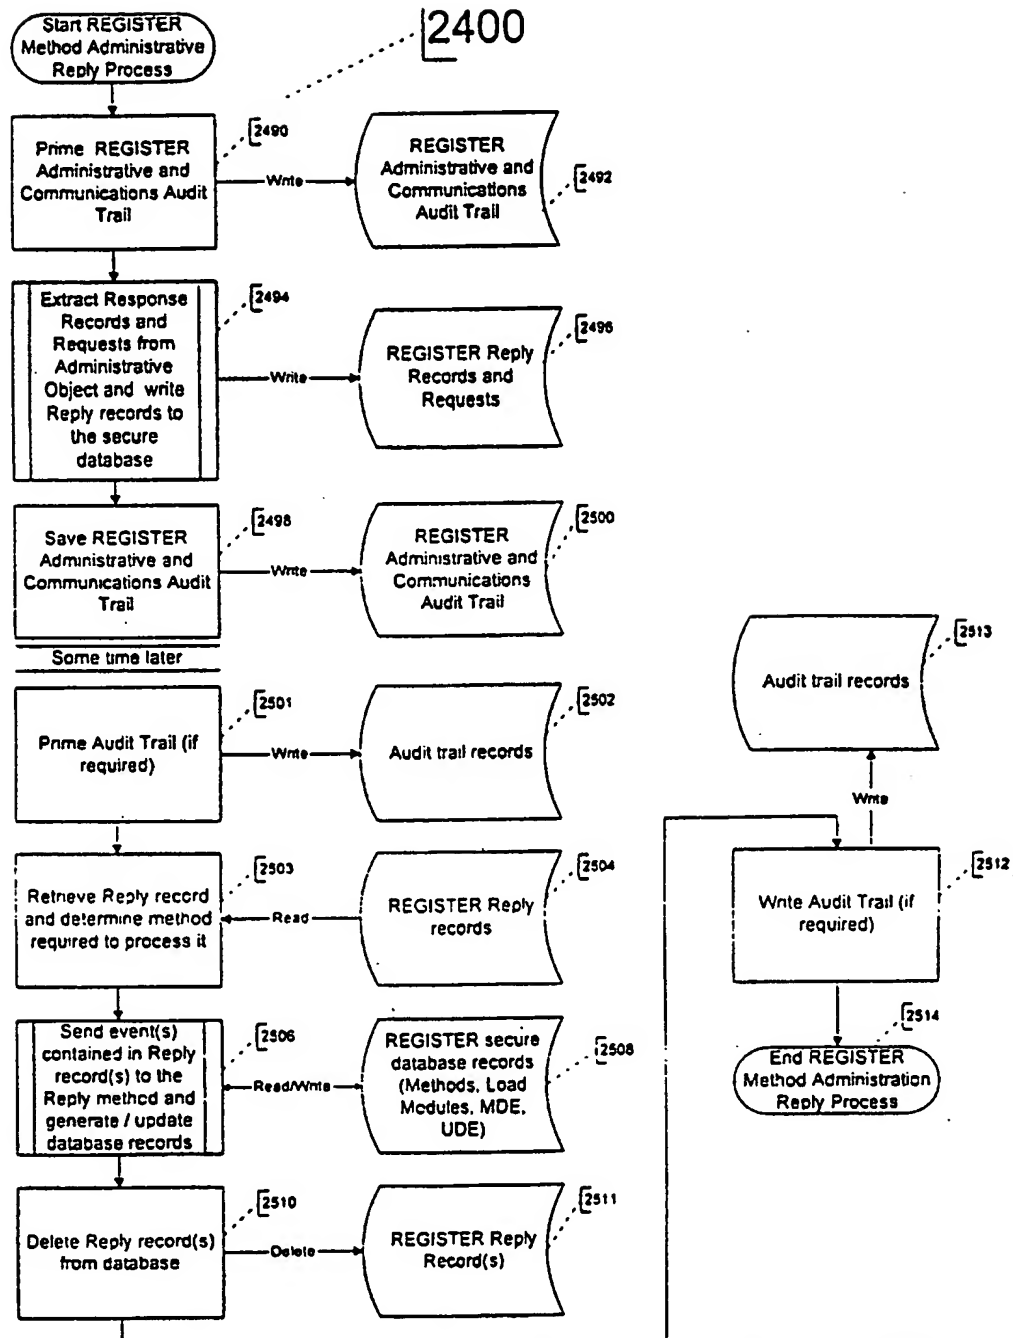 Start REGISTER
Method Administrative
Reply Process
2400
Prime REGISTER
Administrative and
Communications Audit
Trail
2490
Write
REGISTER
Administrative and
Communications
Audit Trail
2492
Extract Response
Records and
Requests from
Administrative
Object and write
Reply records to
the secure
database
2494
Write
REGISTER Reply
Records and
Requests
2496
Save REGISTER
Administrative and
Communications Audit
Trail
2498
Write
REGISTER
Administrative and
Communications
Audit Trail
2500
Some time later
Prime Audit Trail (if
required)
2501
Write
Audit trail records
2502
Retrieve Reply record
and determine method
required to process it
2503
Read
REGISTER Reply
records
2504
Send event(s)
contained in Reply
record(s) to the
Reply method and
generate / update
database records
2506
Read/Write
REGISTER secure
database records
(Methods, Load
Modules, MDE,
UDE)
2508
Delete Reply record(s)
from database
2510
Delete
REGISTER Reply
Record(s)
2511
Audit trail records
2513
Write
Write Audit Trail (if
required)
2512
2514
End REGISTER
Method Administration
Reply Process